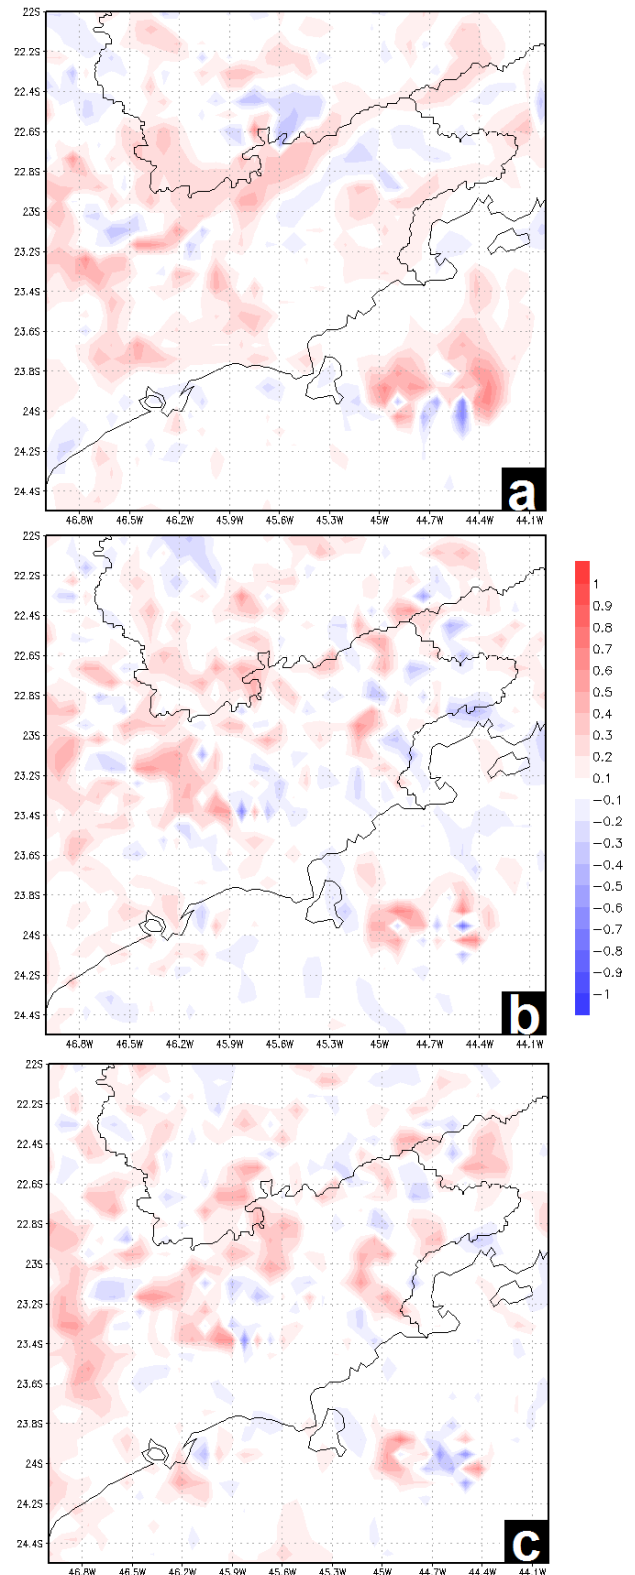 22S
22.2S
22.4S
22.6S
22.8S
23S
23.2S
23.4S
23.6S
23.8S
24S
24.2S
24.4S
46.8W 46.5W 46.2W 45.9W 45.6W 45.3W 45W 44.7W 44.4W 44.1W
a
22S
22.2S
22.4S
22.6S
22.8S
23S
23.2S
23.4S
23.6S
23.8S
24S
24.2S
24.4S
46.8W 46.5W 46.2W 45.9W 45.6W 45.3W 45W 44.7W 44.4W 44.1W
b
1
0.9
0.8
0.7
0.6
0.5
0.4
0.3
0.2
0.1
-0.1
-0.2
-0.3
-0.4
-0.5
-0.6
-0.7
-0.8
-0.9
-1
22S
22.2S
22.4S
22.6S
22.8S
23S
23.2S
23.4S
23.6S
23.8S
24S
24.2S
24.4S
46.8W 46.5W 46.2W 45.9W 45.6W 45.3W 45W 44.7W 44.4W 44.1W
c